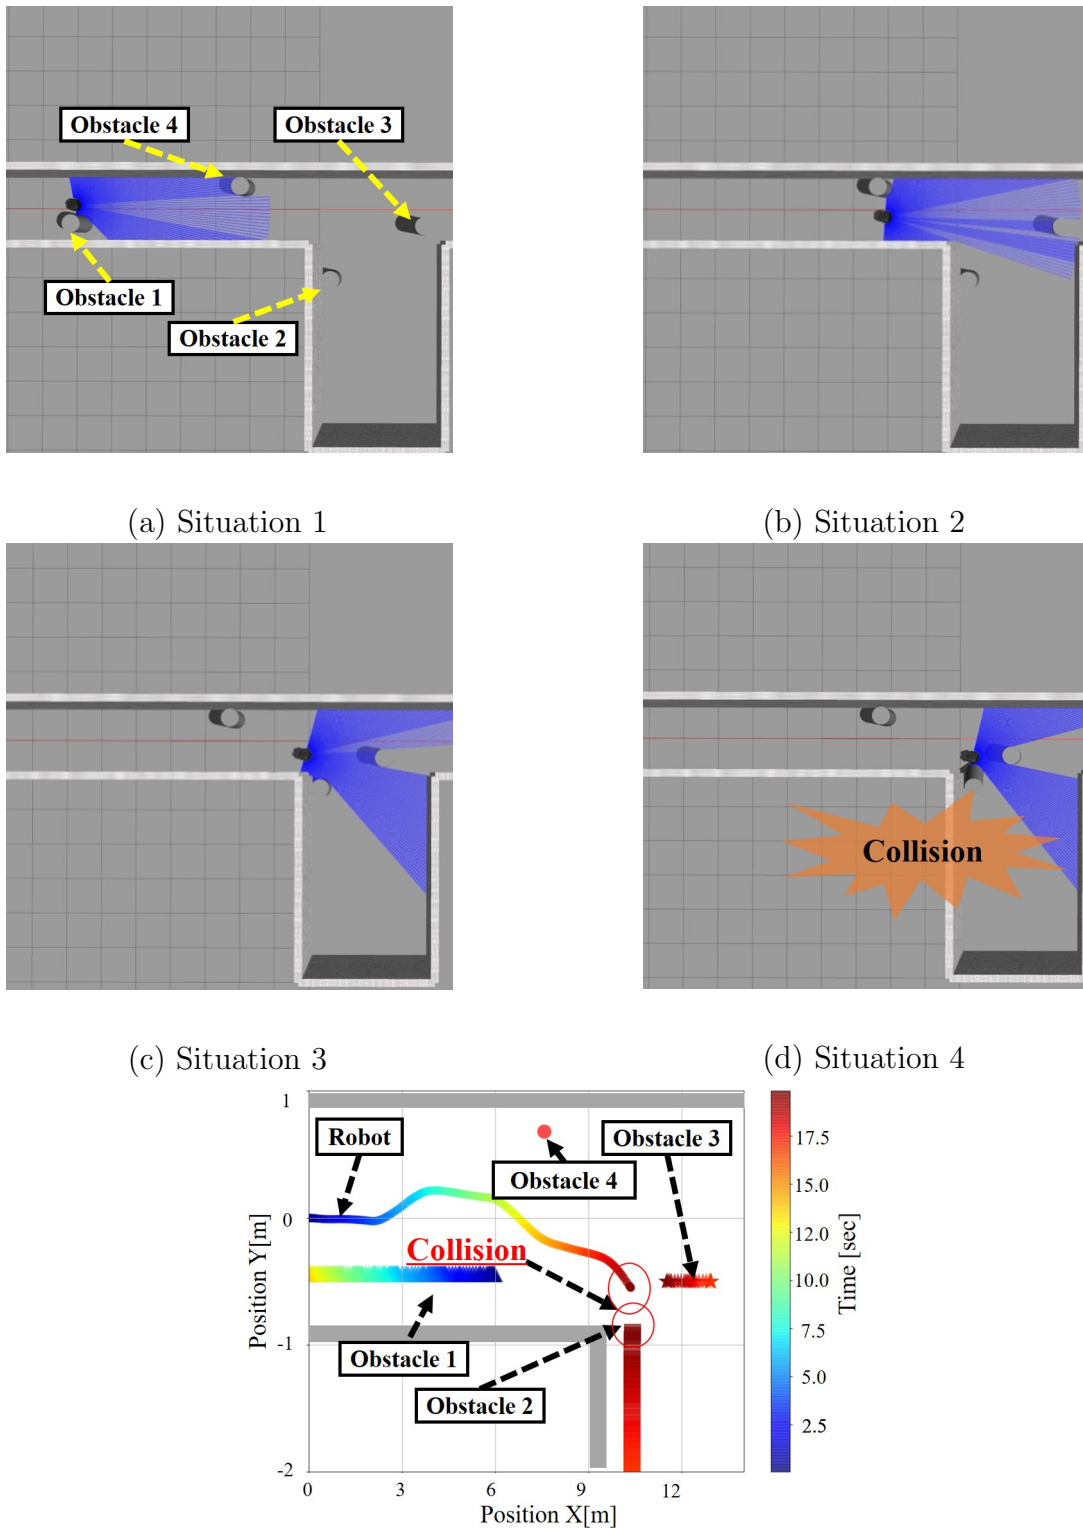 Obstacle 4
Obstacle 3
Obstacle 1
Obstacle 2
(a) Situation 1
(b) Situation 2
Collision
(c) Situation 3
(d) Situation 4
1
0
-1
-2
Position Y[m]
Robot
Obstacle 3
Obstacle 4
Collision
Obstacle 1
Obstacle 2
0
3
6
9
12
Position X[m]
17.5
15.0
12.5
10.0
7.5
5.0
2.5
Time [sec]